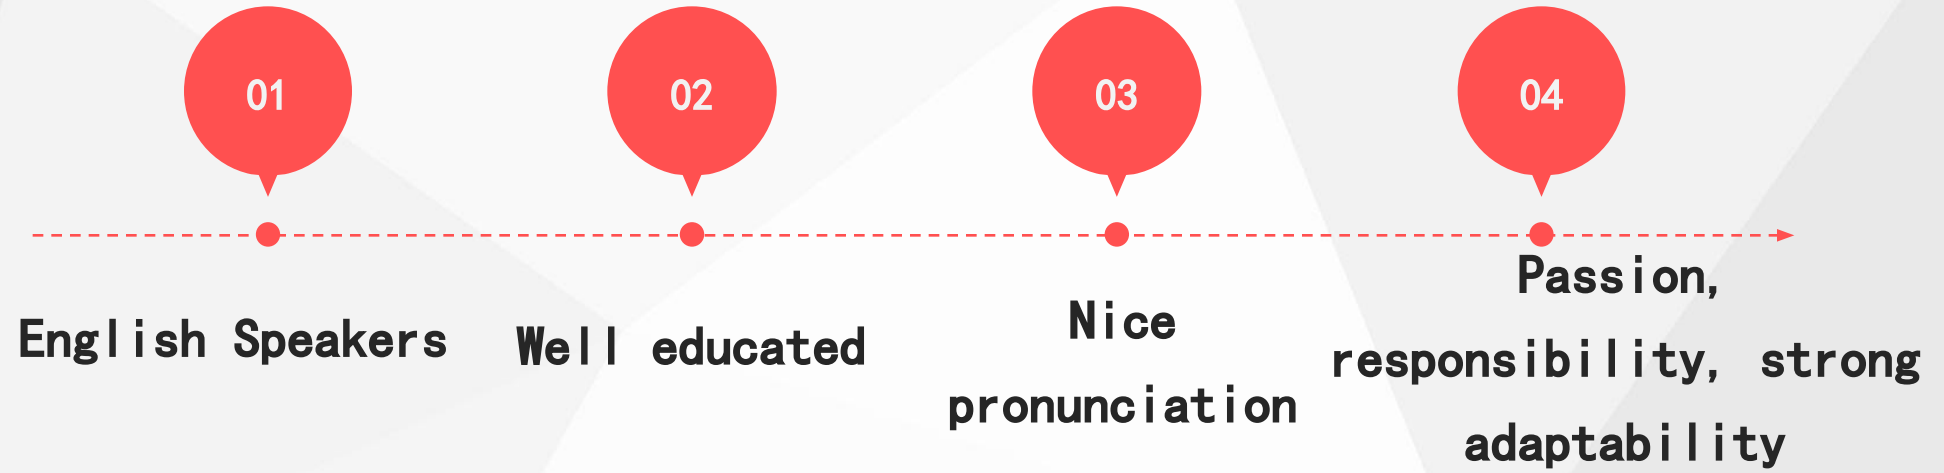 01
English Speakers
02
Well educated
03
Nice
pronunciation
04
Passion,
responsibility, strong
adaptability